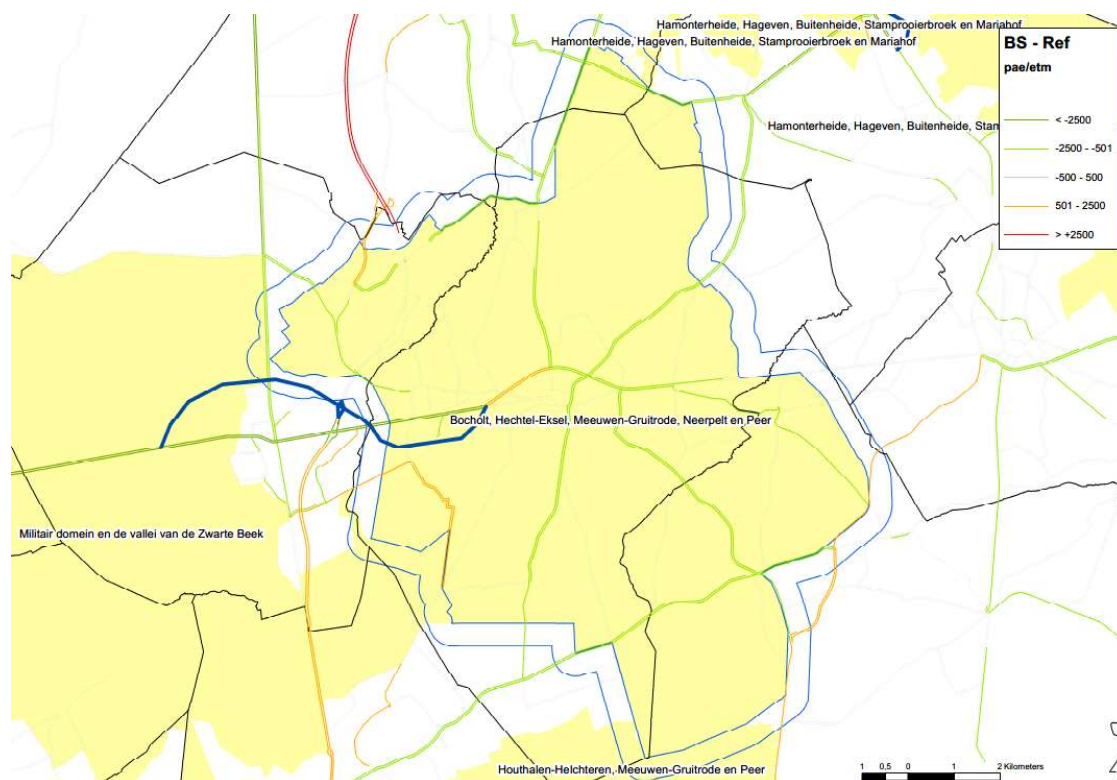 Hamonterheide, Hageven, Buitenheide, Stamprooierbroek en Mariahof
Hamonterheide, Hageven, Buitenheide, Stamprooierbroek en Mariahof
BS - Ref
pae/etm
< -2500
-2500 - -501
-500 - 500
501 - 2500
> +2500
Hamonterheide, Hageven, Buitenheide, Stam
Bocholt, Hechtel-Eksel, Meeuwen-Gruitrode, Neerpelt en Peer
Militair domein en de vallei van de Zwarte Beek
Houthalen-Helchteren, Meeuwen-Gruitrode en Peer
1 0,5 0 1 2 Kilometers